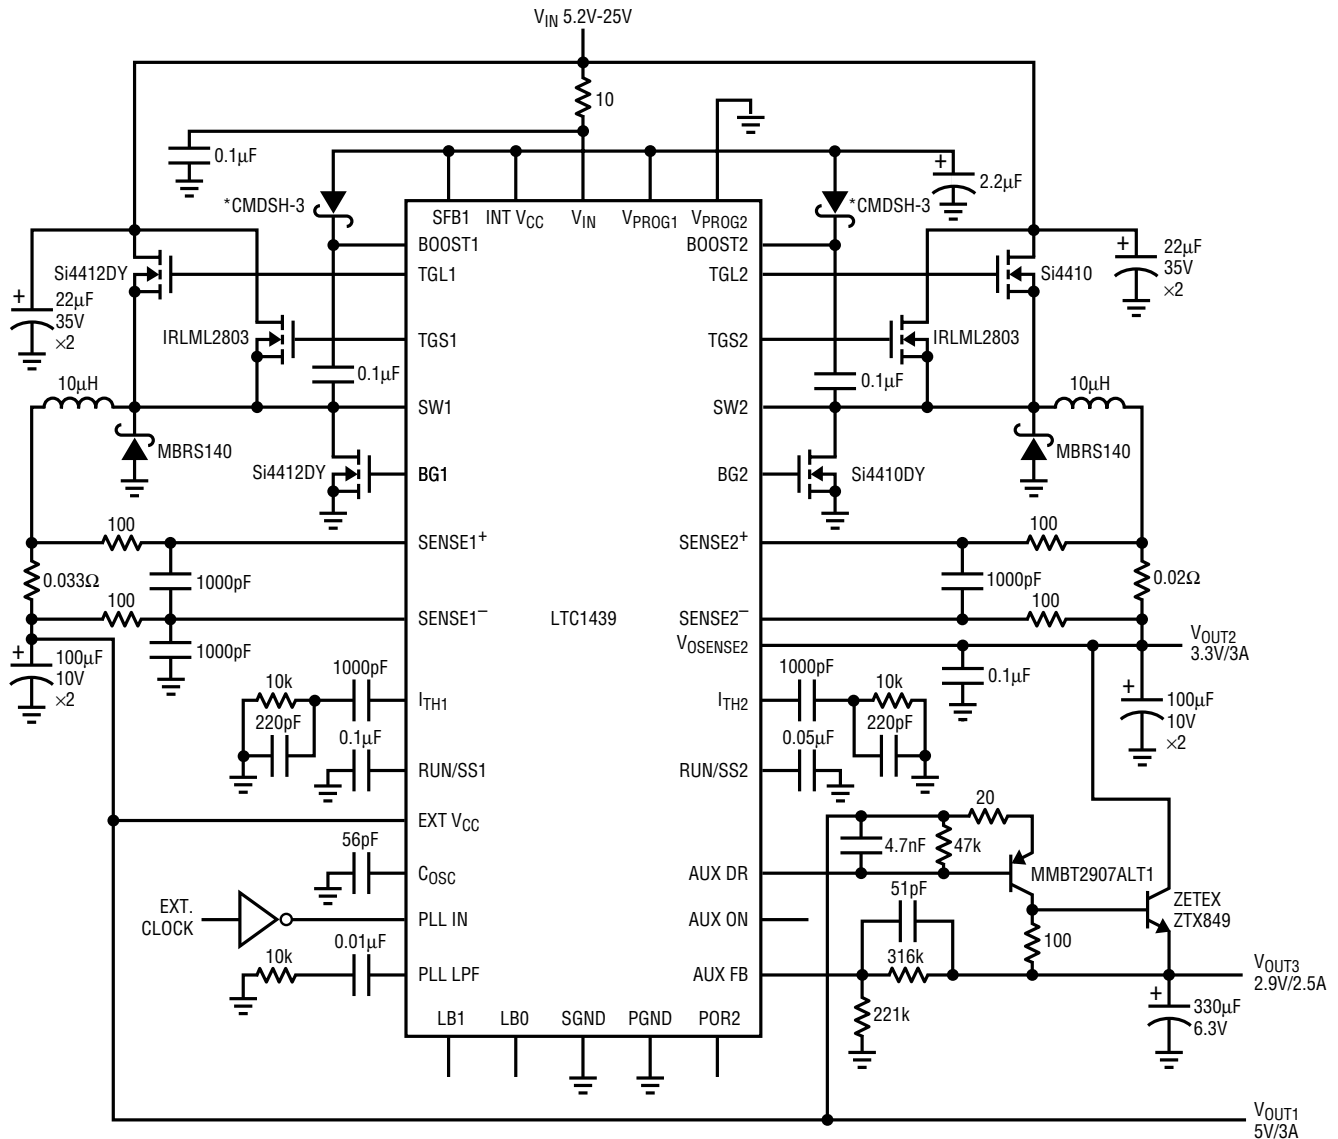 VIN 5.2V-25V
10
0.1µF
2.2µF
*CMDSH-3
*CMDSH-3
SFB1
INT VCC
VIN
VPROG1
VPROG2
BOOST1
BOOST2
Si4412DY
TGL1
TGL2
Si4410
22µF
35V
×2
22µF
35V
×2
IRLML2803
TGS1
TGS2
IRLML2803
0.1µF
0.1µF
10µH
SW1
SW2
10µH
MBRS140
MBRS140
Si4412DY
BG1
BG2
Si4410DY
100
SENSE1+
SENSE2+
100
0.033Ω
1000pF
1000pF
0.02Ω
100
SENSE1–
LTC1439
SENSE2–
100
VOSENSE2
VOUT2
3.3V/3A
1000pF
0.1µF
100µF
10V
×2
100µF
10V
×2
10k
1000pF
ITH1
ITH2
1000pF
10k
220pF
220pF
0.1µF
RUN/SS1
RUN/SS2
0.05µF
EXT VCC
20
4.7nF
47k
56pF
COSC
AUX DR
MMBT2907ALT1
51pF
EXT.
CLOCK
PLL IN
AUX ON
ZETEX
ZTX849
100
316k
10k
0.01µF
PLL LPF
AUX FB
VOUT3
2.9V/2.5A
221k
330µF
6.3V
LB1
LB0
SGND
PGND
POR2
VOUT1
5V/3A